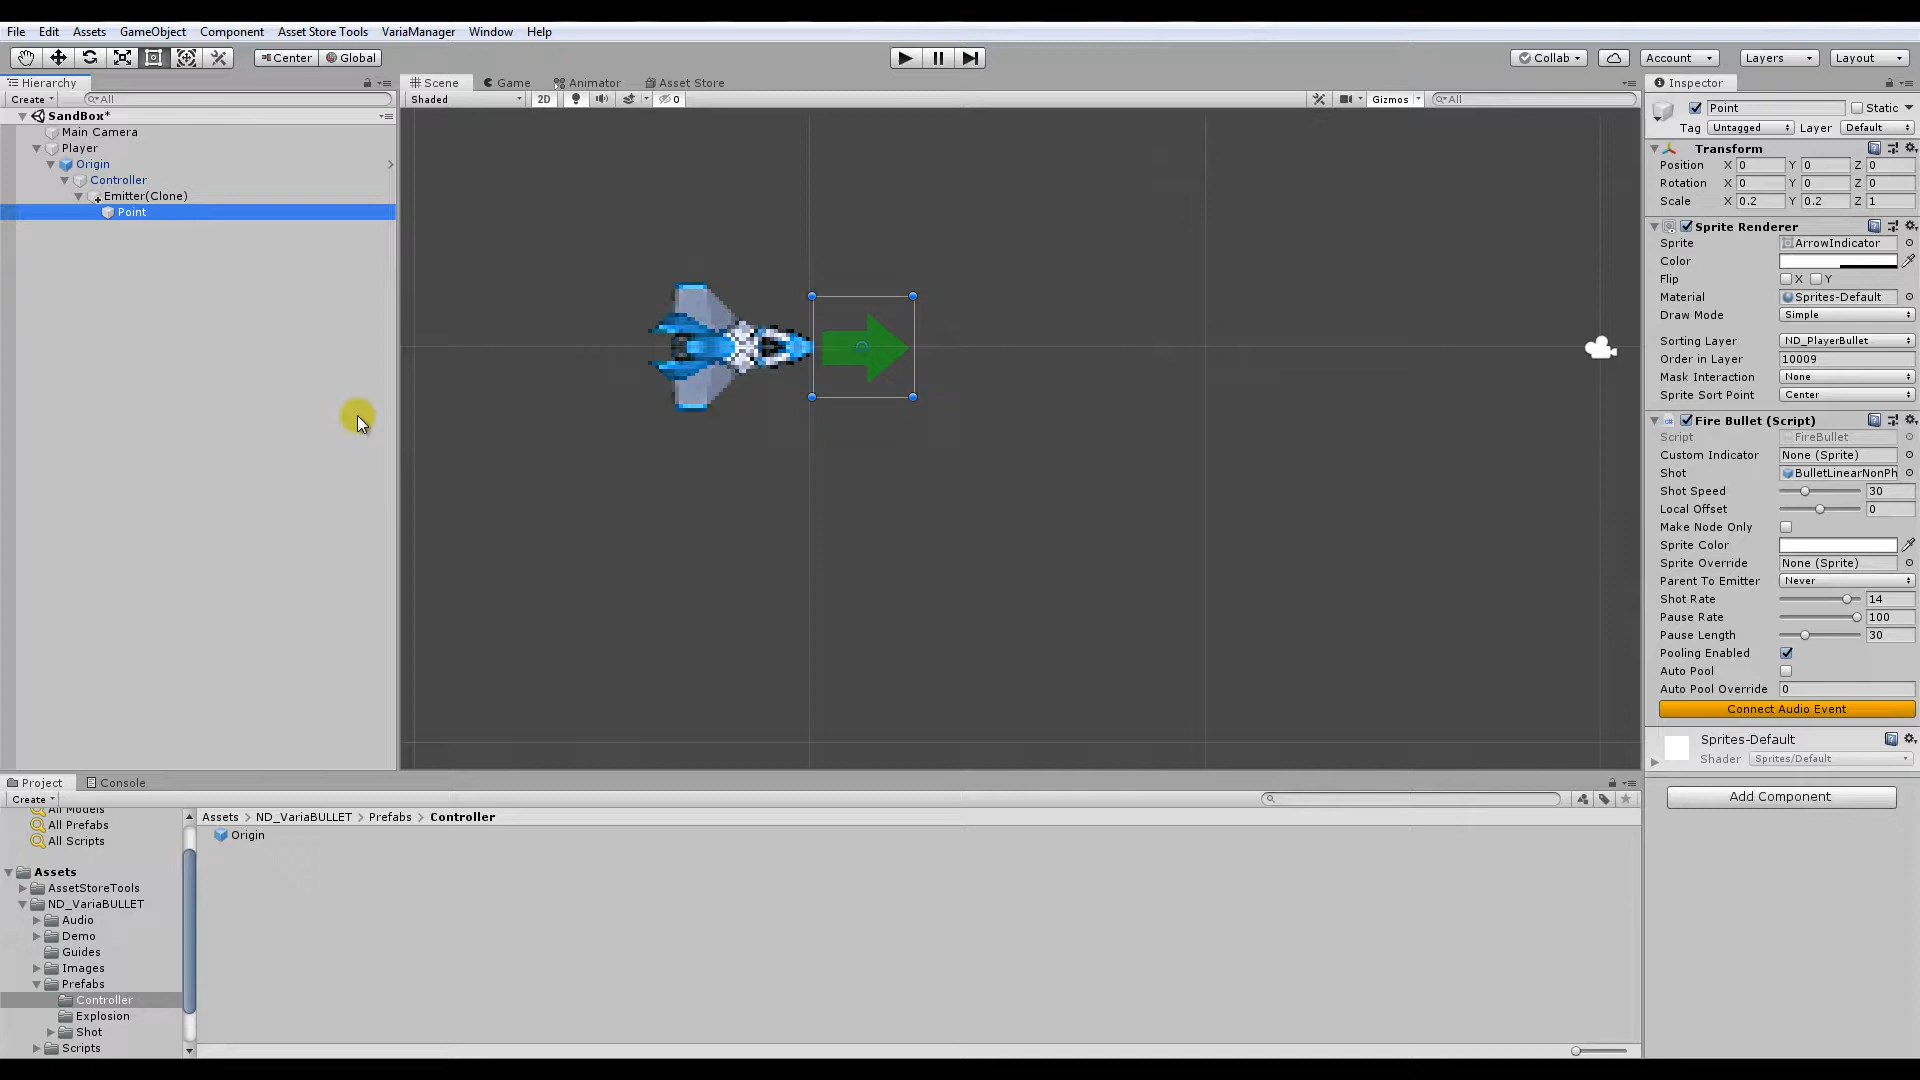 File Edit Assets GameObject Component Asset Store Tools VariaManager Window Help
Center Global Collab Account Layers Layout
Hierarchy
Create All
SandBox*
Main Camera
Player
Origin
Controller
Emitter(Clone)
Point
Scene Game Animator Asset Store
Shaded 2D 0 Gizmos All
Inspector
Point Static
Tag Untagged Layer Default
Transform
Position X 0 Y 0 Z 0
Rotation X 0 Y 0 Z 0
Scale X 0.2 Y 0.2 Z 1
Sprite Renderer
Sprite ArrowIndicator
Color
Flip X Y
Material Sprites-Default
Draw Mode Simple
Sorting Layer ND_PlayerBullet
Order in Layer 10009
Mask Interaction None
Sprite Sort Point Center
Fire Bullet (Script)
Script FireBullet
Custom Indicator None (Sprite)
Shot BulletLinearNonPh
Shot Speed 30
Local Offset 0
Make Node Only
Sprite Color
Sprite Override None (Sprite)
Parent To Emitter Never
Shot Rate 14
Pause Rate 100
Pause Length 30
Pooling Enabled
Auto Pool
Auto Pool Override 0
Connect Audio Event
Sprites-Default
Shader Sprites/Default
Add Component
Project Console
Create
All Models
All Prefabs
All Scripts
Assets
AssetStoreTools
ND_VariaBULLET
Audio
Demo
Guides
Images
Prefabs
Controller
Explosion
Shot
Scripts
Assets > ND_VariaBULLET > Prefabs > Controller
Origin